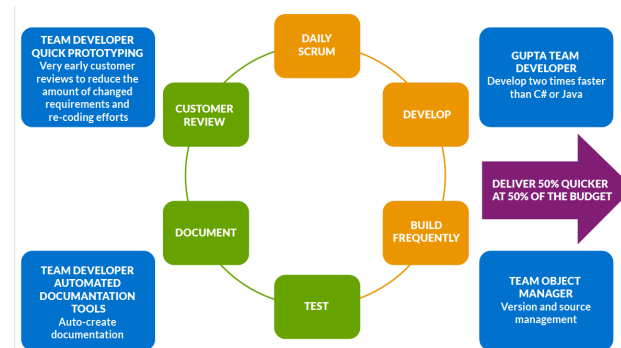 TEAM DEVELOPER
QUICK PROTOTYPING
Very early customer
reviews to reduce the
amount of changed
requirements and
re-coding efforts
DAILY
SCRUM
GUPTA TEAM
DEVELOPER
Develop two times faster
than C# or Java
CUSTOMER
REVIEW
DEVELOP
DELIVER 50% QUICKER
AT 50% OF THE BUDGET
DOCUMENT
BUILD
FREQUENTLY
TEAM DEVELOPER
AUTOMATED
DOCUMANTATION
TOOLS
Auto-create
documentation
TEST
TEAM OBJECT
MANAGER
Version and source
management